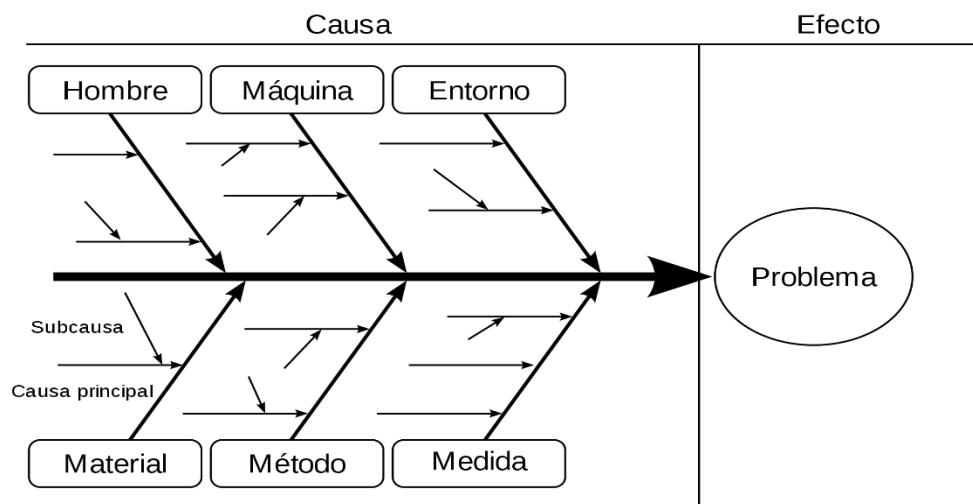 Causa
Efecto
Hombre
Máquina
Entorno
Problema
Subcausa
Causa principal
Material
Método
Medida